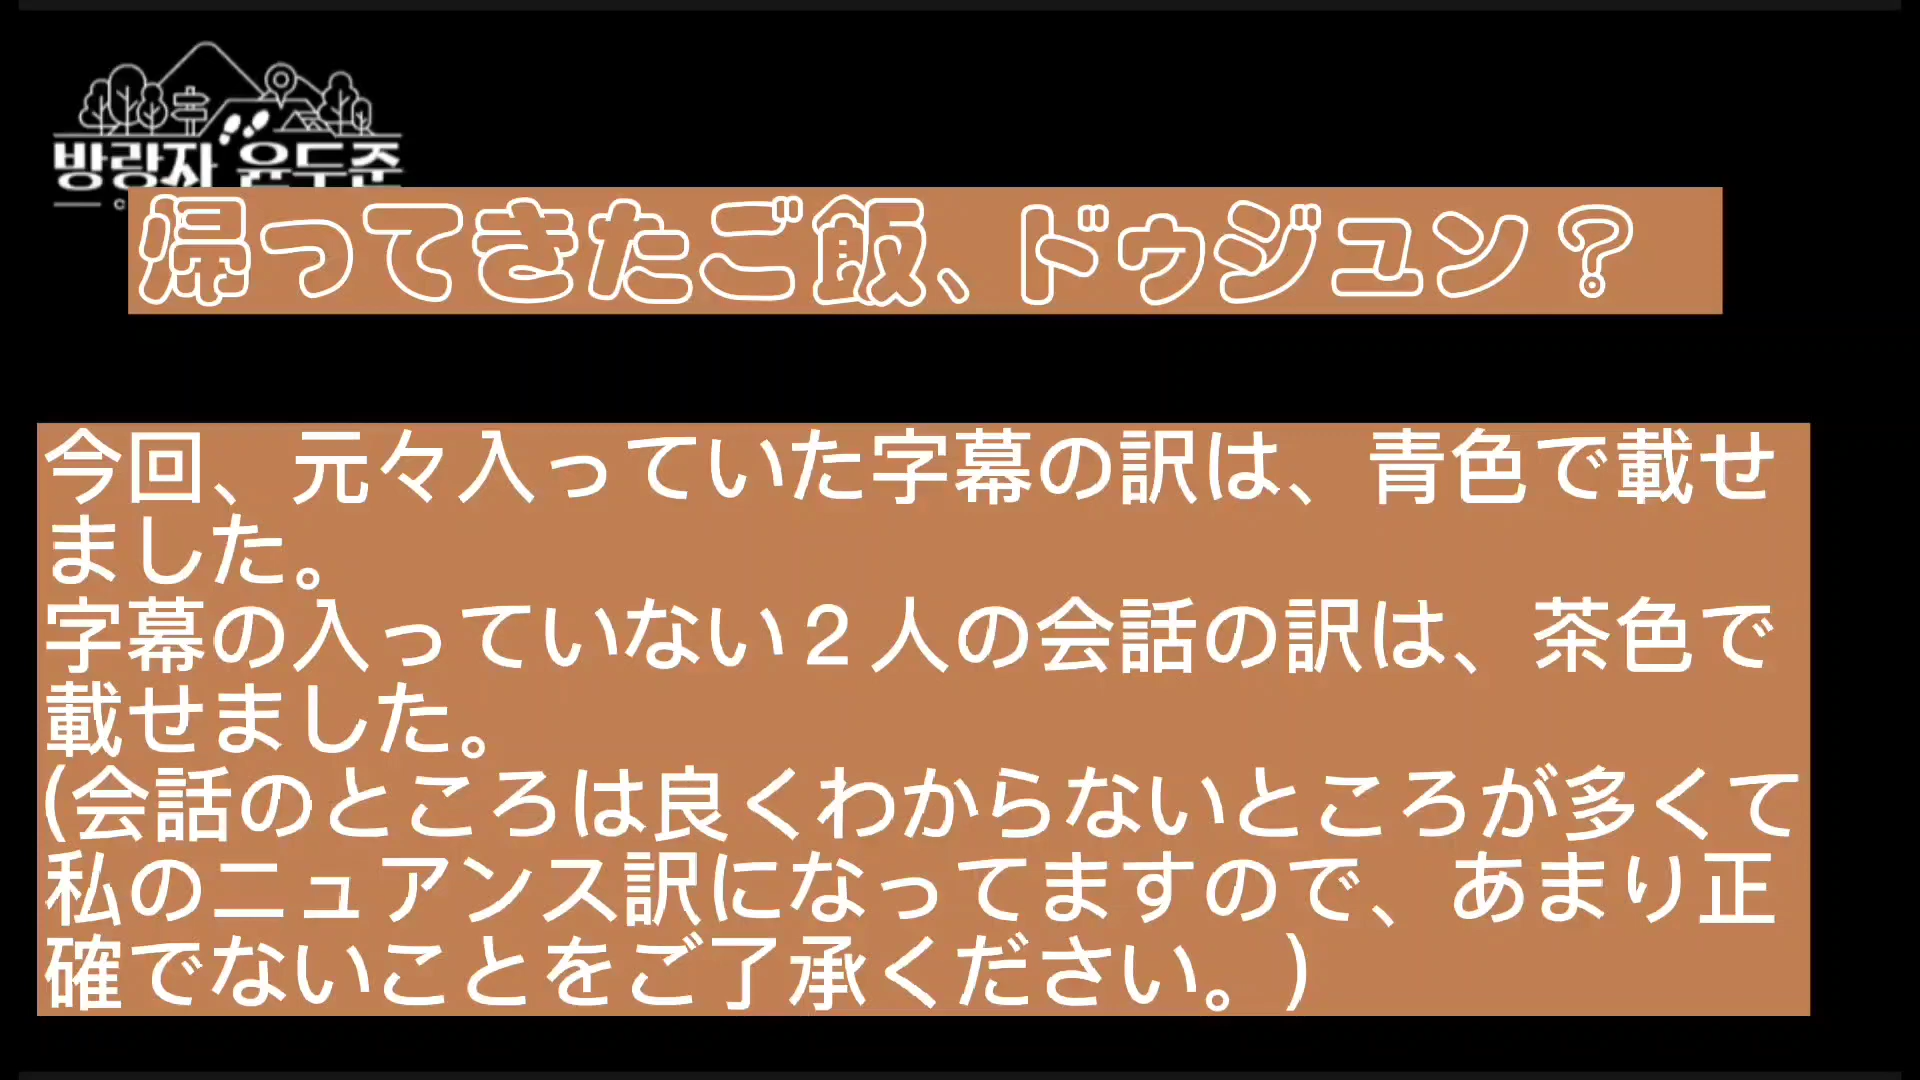 방랑자 윤두준
帰ってきたご飯、ドゥジュン？
今回、元々入っていた字幕の訳は、青色で載せ
ました。
字幕の入っていない２人の会話の訳は、茶色で
載せました。
(会話のところは良くわからないところが多くて
私のニュアンス訳になってますので、あまり正
確でないことをご了承ください。)